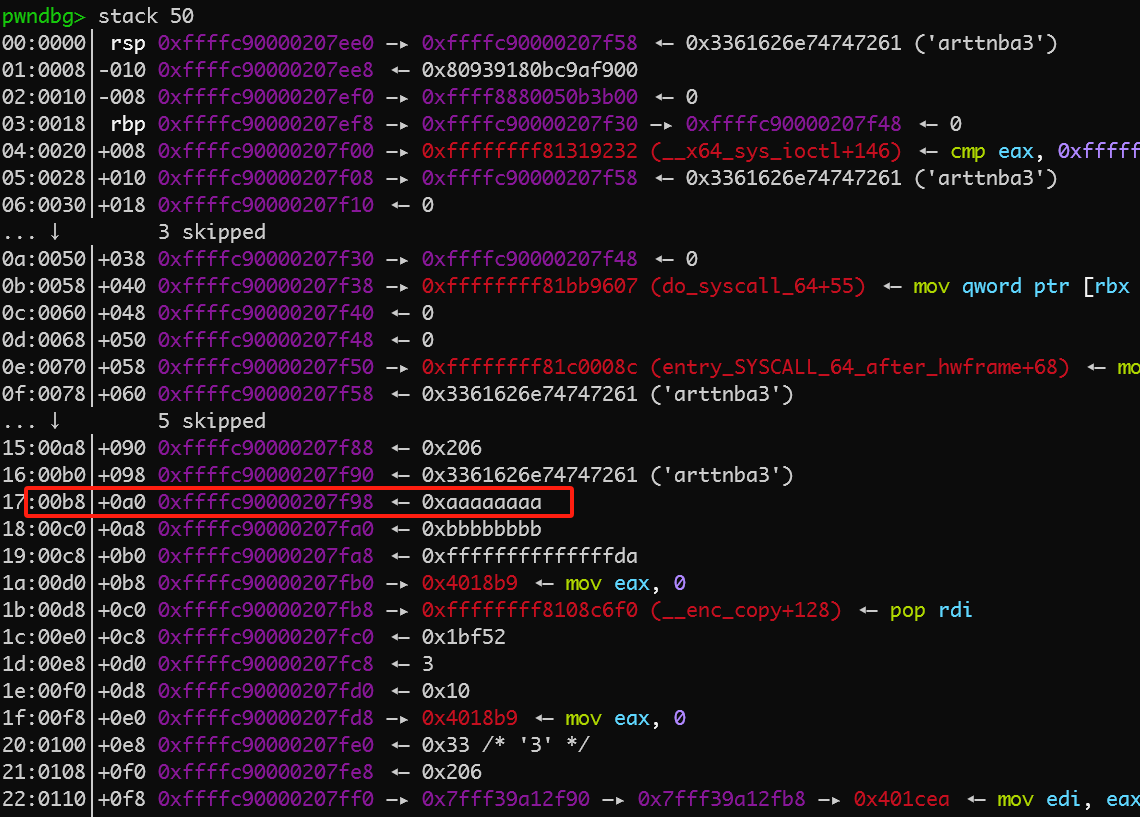 pwndbg> stack 50
00:0000│ rsp 0xffffc90000207ee0 —▸ 0xffffc90000207f58 ◂— 0x3361626e74747261 ('arttnba3')
01:0008│-010 0xffffc90000207ee8 ◂— 0x80939180bc9af900
02:0010│-008 0xffffc90000207ef0 —▸ 0xffff8880050b3b00 ◂— 0
03:0018│ rbp 0xffffc90000207ef8 —▸ 0xffffc90000207f30 —▸ 0xffffc90000207f48 ◂— 0
04:0020│+008 0xffffc90000207f00 —▸ 0xffffffff81319232 (__x64_sys_ioctl+146) ◂— cmp eax, 0xfffff
05:0028│+010 0xffffc90000207f08 —▸ 0xffffc90000207f58 ◂— 0x3361626e74747261 ('arttnba3')
06:0030│+018 0xffffc90000207f10 ◂— 0
... ↓ 3 skipped
0a:0050│+038 0xffffc90000207f30 —▸ 0xffffc90000207f48 ◂— 0
0b:0058│+040 0xffffc90000207f38 —▸ 0xffffffff81bb9607 (do_syscall_64+55) ◂— mov qword ptr [rbx
0c:0060│+048 0xffffc90000207f40 ◂— 0
0d:0068│+050 0xffffc90000207f48 ◂— 0
0e:0070│+058 0xffffc90000207f50 —▸ 0xffffffff81c0008c (entry_SYSCALL_64_after_hwframe+68) ◂— mo
0f:0078│+060 0xffffc90000207f58 ◂— 0x3361626e74747261 ('arttnba3')
... ↓ 5 skipped
15:00a8│+090 0xffffc90000207f88 ◂— 0x206
16:00b0│+098 0xffffc90000207f90 ◂— 0x3361626e74747261 ('arttnba3')
17:00b8│+0a0 0xffffc90000207f98 ◂— 0xaaaaaaaa
18:00c0│+0a8 0xffffc90000207fa0 ◂— 0xbbbbbbbb
19:00c8│+0b0 0xffffc90000207fa8 ◂— 0xffffffffffffffda
1a:00d0│+0b8 0xffffc90000207fb0 —▸ 0x4018b9 ◂— mov eax, 0
1b:00d8│+0c0 0xffffc90000207fb8 —▸ 0xffffffff8108c6f0 (__enc_copy+128) ◂— pop rdi
1c:00e0│+0c8 0xffffc90000207fc0 ◂— 0x1bf52
1d:00e8│+0d0 0xffffc90000207fc8 ◂— 3
1e:00f0│+0d8 0xffffc90000207fd0 ◂— 0x10
1f:00f8│+0e0 0xffffc90000207fd8 —▸ 0x4018b9 ◂— mov eax, 0
20:0100│+0e8 0xffffc90000207fe0 ◂— 0x33 /* '3' */
21:0108│+0f0 0xffffc90000207fe8 ◂— 0x206
22:0110│+0f8 0xffffc90000207ff0 —▸ 0x7fff39a12f90 —▸ 0x7fff39a12fb8 —▸ 0x401cea ◂— mov edi, eax